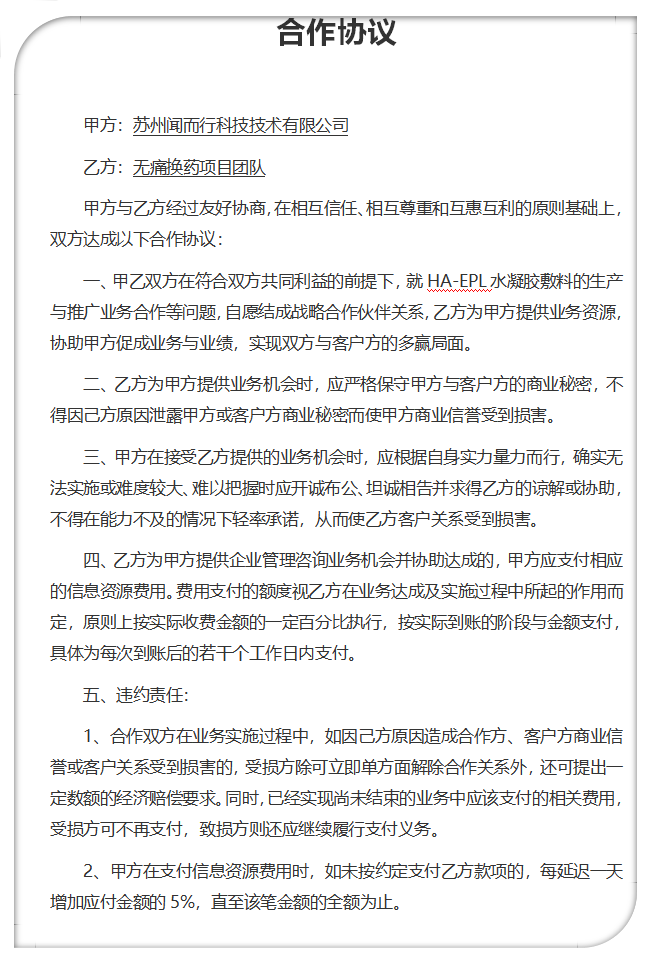 合作协议
甲方：苏州闻而行科技技术有限公司
乙方：无痛换药项目团队
甲方与乙方经过友好协商，在相互信任、相互尊重和互惠互利的原则基础上，
双方达成以下合作协议：
一、甲乙双方在符合双方共同利益的前提下，就 HA-EPL 水凝胶敷料的生产
与推广业务合作等问题，自愿结成战略合作伙伴关系，乙方为甲方提供业务资源，
协助甲方促成业务与业绩，实现双方与客户方的多赢局面。
二、乙方为甲方提供业务机会时，应严格保守甲方与客户方的商业秘密，不
得因己方原因泄露甲方或客户方商业秘密而使甲方商业信誉受到损害。
三、甲方在接受乙方提供的业务机会时，应根据自身实力量力而行，确实无
法实施或难度较大、难以把握时应开诚布公、坦诚相告并求得乙方的谅解或协助，
不得在能力不及的情况下轻率承诺，从而使乙方客户关系受到损害。
四、乙方为甲方提供企业管理咨询业务机会并协助达成的，甲方应支付相应
的信息资源费用。费用支付的额度视乙方在业务达成及实施过程中所起的作用而
定，原则上按实际收费金额的一定百分比执行，按实际到账的阶段与金额支付，
具体为每次到账后的若干个工作日内支付。
五、违约责任：
1、合作双方在业务实施过程中，如因己方原因造成合作方、客户方商业信
誉或客户关系受到损害的，受损方除可立即单方面解除合作关系外，还可提出一
定数额的经济赔偿要求。同时，已经实现尚未结束的业务中应该支付的相关费用，
受损方可不再支付，致损方则还应继续履行支付义务。
2、甲方在支付信息资源费用时，如未按约定支付乙方款项的，每延迟一天
增加应付金额的 5%，直至该笔金额的全额为止。